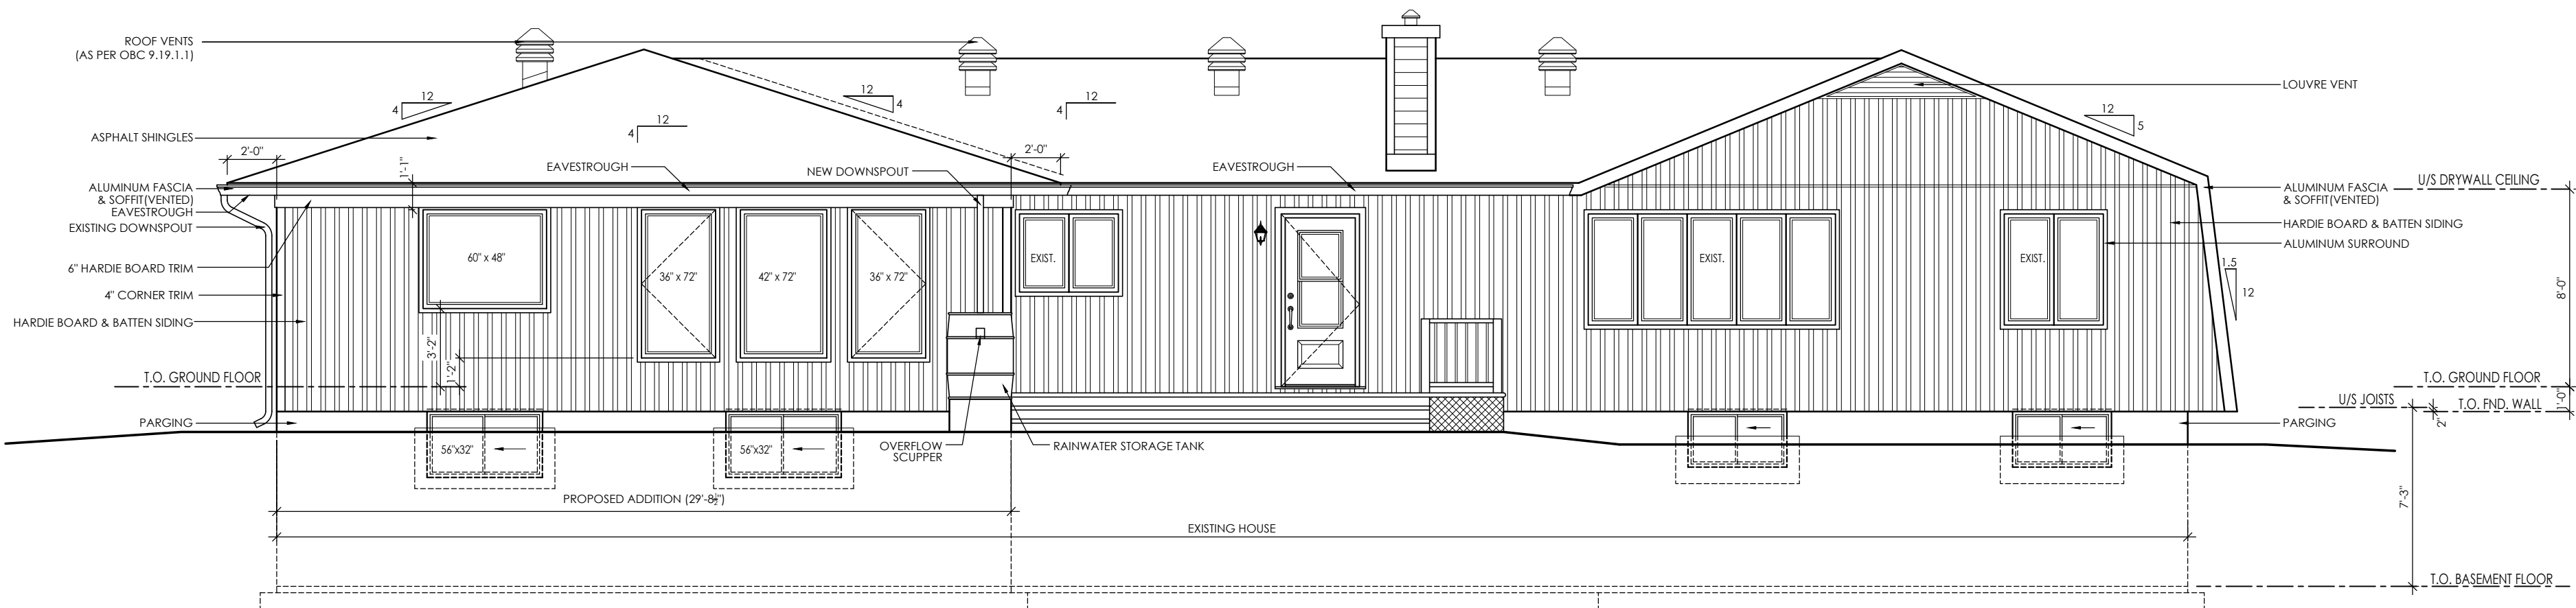 ROOF VENTS
(AS PER OBC 9.19.1.1)
12
4
12
4
12
4
12
4
12
5
LOUVRE VENT
ASPHALT SHINGLES
2'-0"
1'-1"
EAVESTROUGH
NEW DOWNSPOUT
2'-0"
EAVESTROUGH
ALUMINUM FASCIA
& SOFFIT(VENTED)
EAVESTROUGH
EXISTING DOWNSPOUT
6" HARDIE BOARD TRIM
4" CORNER TRIM
HARDIE BOARD & BATTEN SIDING
T.O. GROUND FLOOR
PARGING
60" x 48"
36" x 72"
42" x 72"
36" x 72"
3'-2"
1'-2"
EXIST.
EXIST.
EXIST.
U/S DRYWALL CEILING
ALUMINUM FASCIA
& SOFFIT(VENTED)
HARDIE BOARD & BATTEN SIDING
ALUMINUM SURROUND
1.5
12
8'-0"
T.O. GROUND FLOOR
1'-0"
U/S JOISTS
T.O. FND. WALL
2"
PARGING
56"x32"
56"x32"
OVERFLOW
SCUPPER
RAINWATER STORAGE TANK
PROPOSED ADDITION (29'-8½")
EXISTING HOUSE
7'-3"
T.O. BASEMENT FLOOR